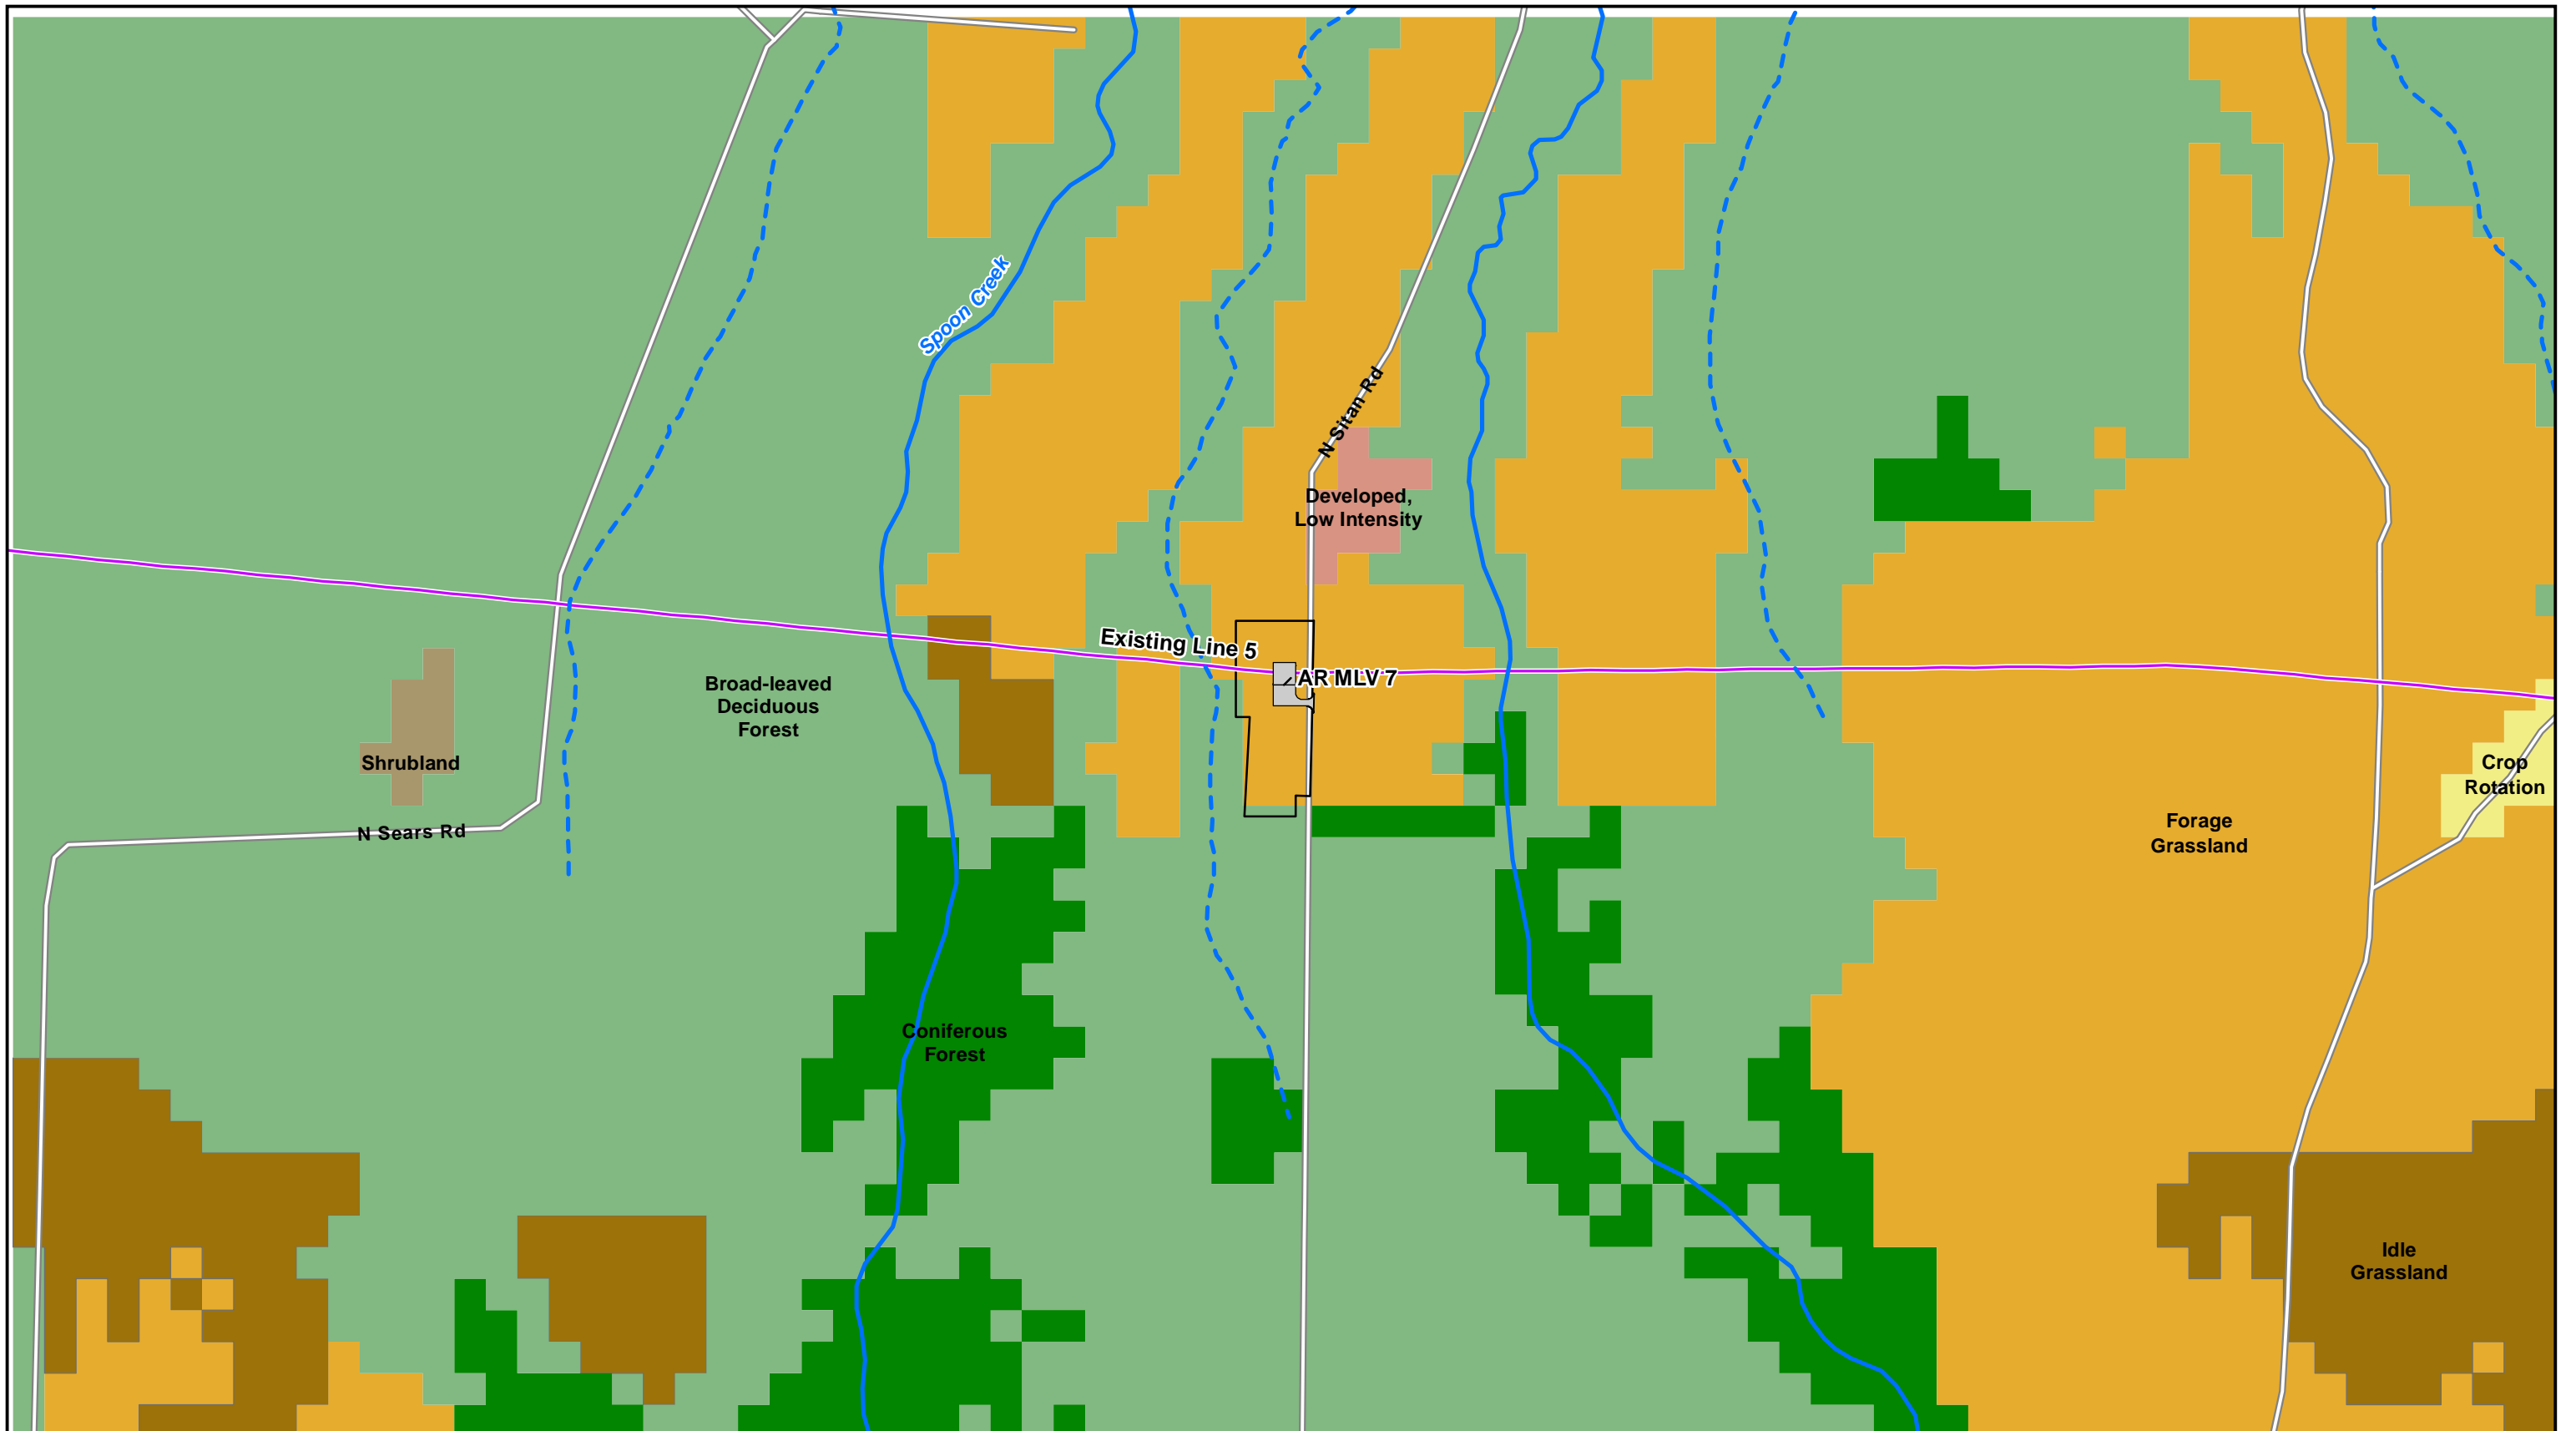 Spoon Creek
N Sitan Rd
Developed,
Low Intensity
Existing Line 5
AR MLV 7
Broad-leaved
Deciduous
Forest
Shrubland
Crop
Rotation
N Sears Rd
Forage
Grassland
Coniferous
Forest
Idle
Grassland